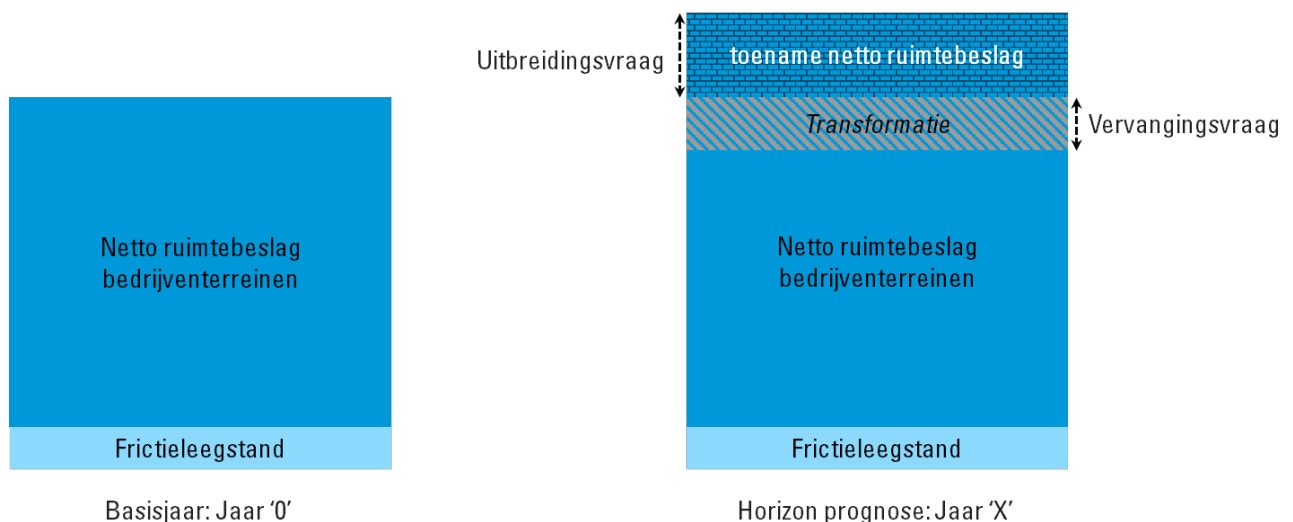 Uitbreidingsvraag
toename netto ruimtebeslag
Transformatie
Vervangingsvraag
Netto ruimtebeslag
bedrijventerreinen
Netto ruimtebeslag
bedrijventerreinen
Frictieleegstand
Frictieleegstand
Basisjaar: Jaar ‘0’
Horizon prognose: Jaar ‘X’